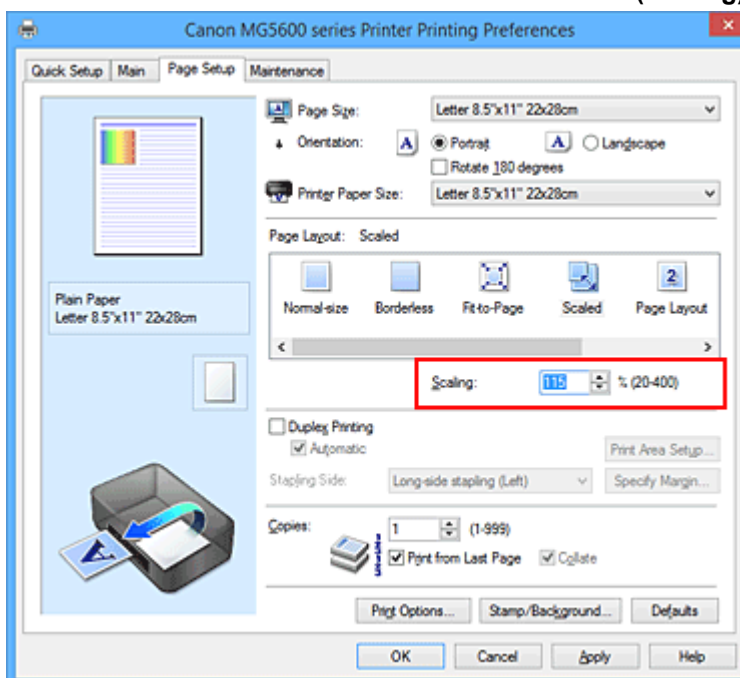 Canon MG5600 series Printer Printing Preferences
Quick Setup Main Page Setup Maintenance
Page Size: Letter 8.5"x11" 22x28cm
Orientation: A Portrait A Landscape
Rotate 180 degrees
Printer Paper Size: Letter 8.5"x11" 22x28cm
Page Layout: Scaled
Normal-size Borderless Fit-to-Page Scaled Page Layout
Plain Paper
Letter 8.5"x11" 22x28cm
Scaling: 115 % (20-400)
Duplex Printing
Automatic Print Area Setup...
Stapling Side: Long-side stapling (Left) Specify Margin...
Copies: 1 (1-999)
Print from Last Page Collate
Print Options... Stamp/Background... Defaults
OK Cancel Apply Help